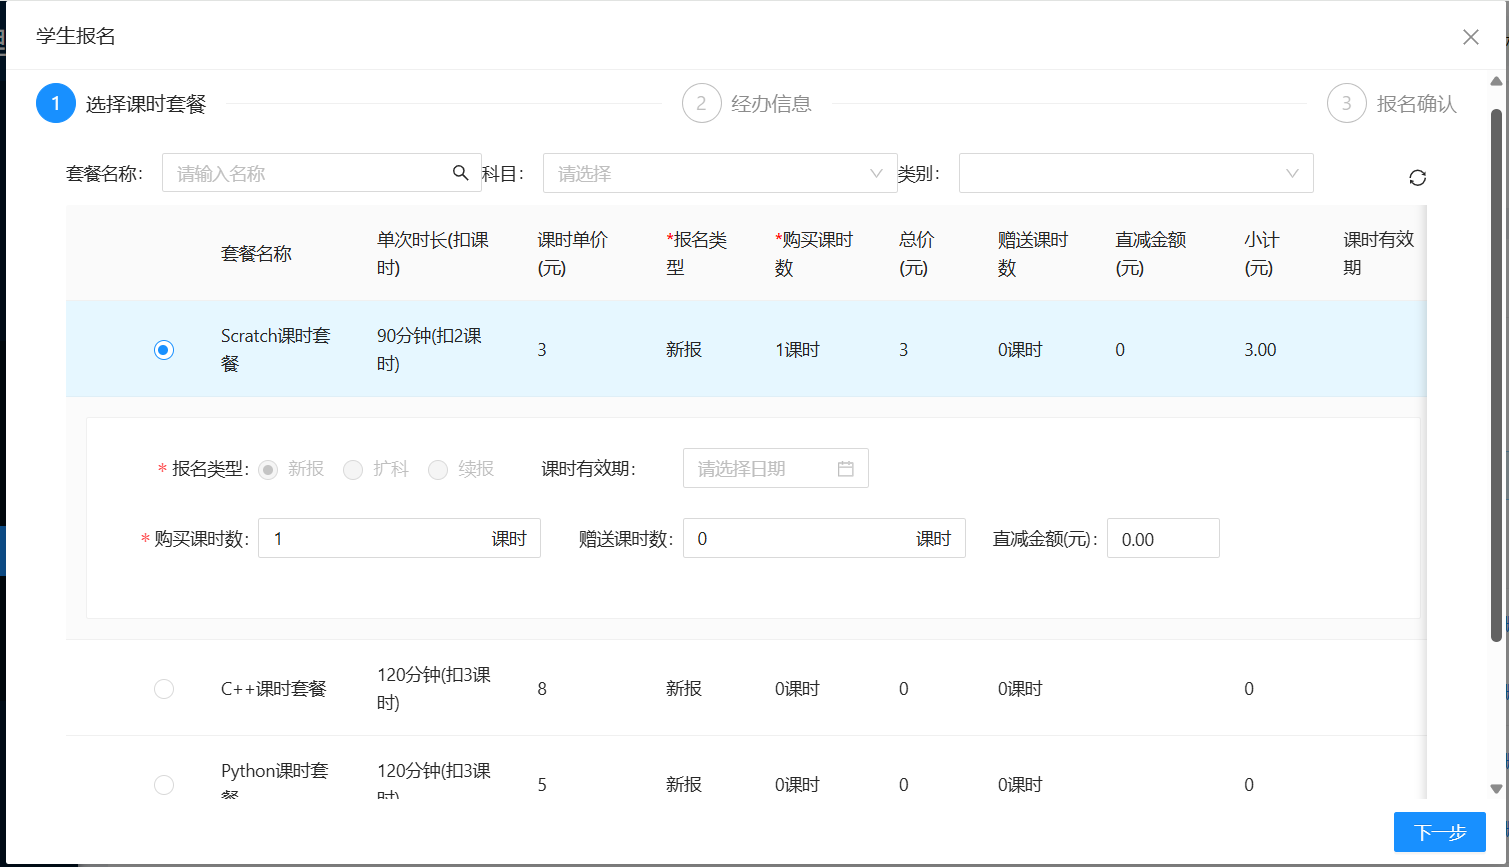 学生报名
1 选择课时套餐 2 经办信息 3 报名确认
套餐名称: 请输入名称 科目: 请选择 类别:
套餐名称 单次时长(扣课时) 课时单价(元) *报名类型 *购买课时数 总价(元) 赠送课时数 直减金额(元) 小计(元) 课时有效期
Scratch课时套餐 90分钟(扣2课时) 3 新报 1课时 3 0课时 0 3.00
* 报名类型: 新报 扩科 续报 课时有效期: 请选择日期
* 购买课时数: 1 课时 赠送课时数: 0 课时 直减金额(元): 0.00
C++课时套餐 120分钟(扣3课时) 8 新报 0课时 0 0课时 0
Python课时套餐 120分钟(扣3课时) 5 新报 0课时 0 0课时 0
下一步